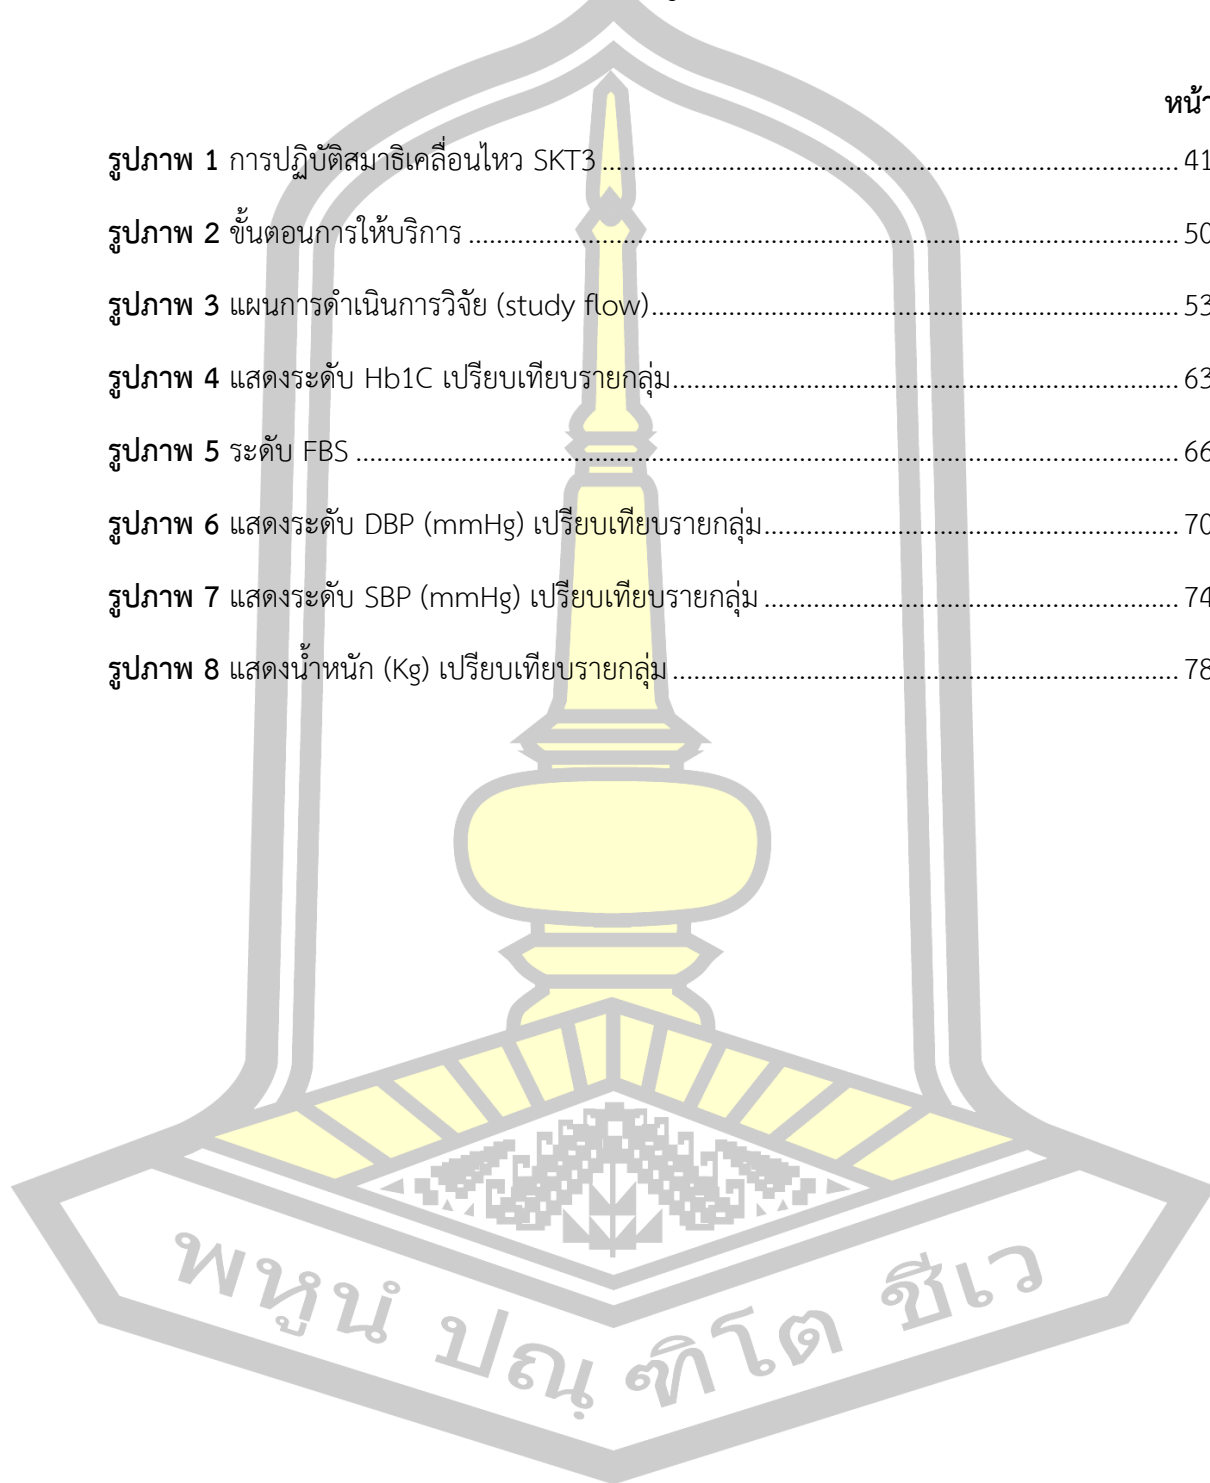 หน้า
รูปภาพ 1 การปฏิบัติสมาธิเคลื่อนไหว SKT3 ........ 41
รูปภาพ 2 ขั้นตอนการให้บริการ ........ 50
รูปภาพ 3 แผนการดำเนินการวิจัย (study flow) ........ 53
รูปภาพ 4 แสดงระดับ Hb1C เปรียบเทียบรายกลุ่ม ........ 63
รูปภาพ 5 ระดับ FBS ........ 66
รูปภาพ 6 แสดงระดับ DBP (mmHg) เปรียบเทียบรายกลุ่ม ........ 70
รูปภาพ 7 แสดงระดับ SBP (mmHg) เปรียบเทียบรายกลุ่ม ........ 74
รูปภาพ 8 แสดงน้ำหนัก (Kg) เปรียบเทียบรายกลุ่ม ........ 78
พหูนํ ปณฺฑิโต ชีเว